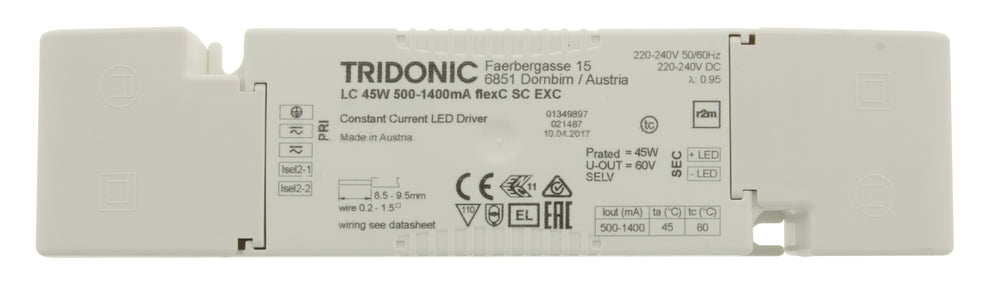 TRIDONIC
Faerbergasse 15
6851 Dornbirn / Austria
LC 45W 500-1400mA flexC SC EXC
Constant Current LED Driver
Made in Austria
01349897
021487
10.04.2017
220-240V 50/60Hz
220-240V DC
λ: 0.95
tc
r2m
PRI
Isel2-1
Isel2-2
8.5 - 9.5mm
wire 0.2 - 1.5□
wiring see datasheet
Prated = 45W
U-OUT = 60V
SELV
SEC
+ LED
- LED
CE
11
110
EL
EAC
Iout (mA) ta (°C) tc (°C)
500-1400 45 80